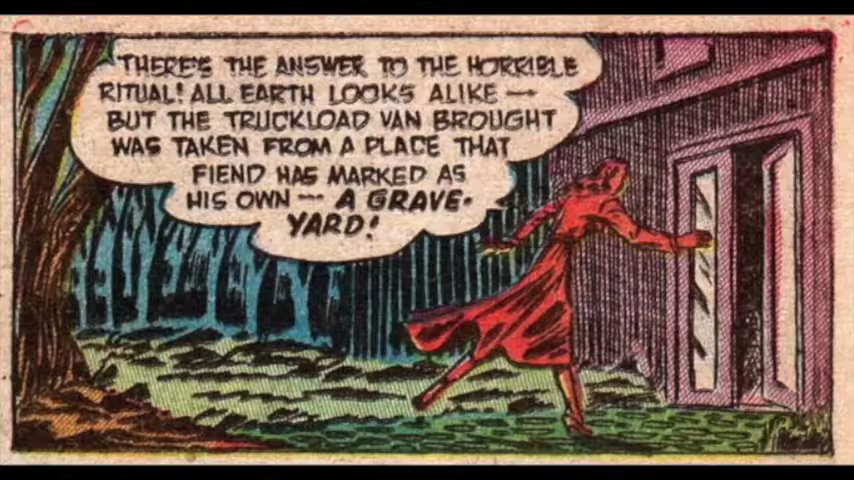 THERE'S THE ANSWER TO THE HORRIBLE
RITUAL! ALL EARTH LOOKS ALIKE —
BUT THE TRUCKLOAD VAN BROUGHT
WAS TAKEN FROM A PLACE THAT
FIEND HAS MARKED AS
HIS OWN --- A GRAVE-
YARD!